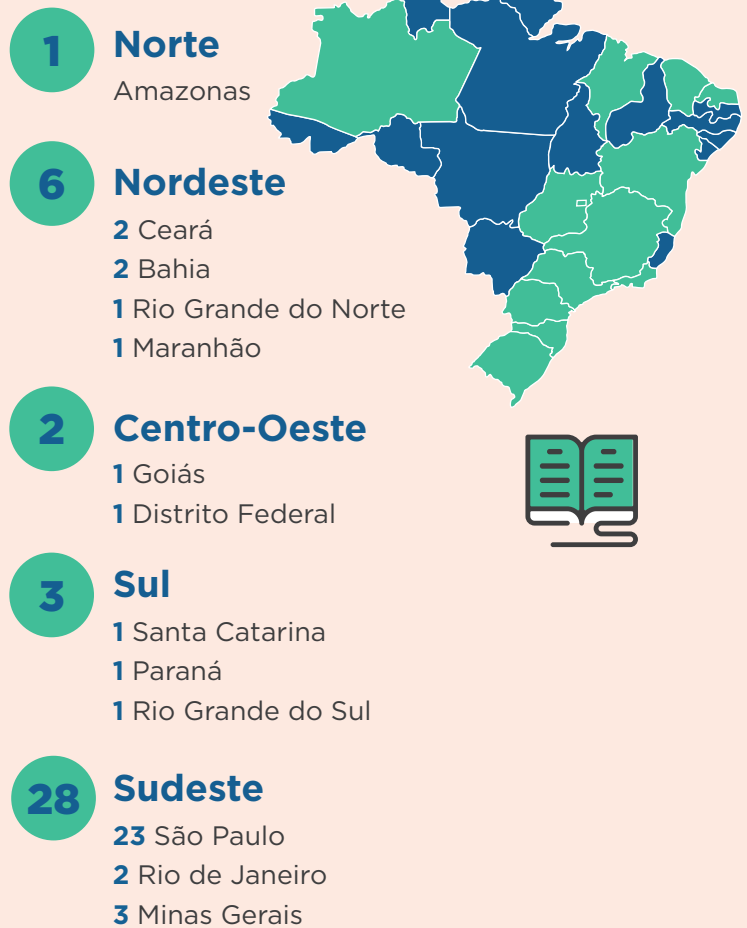 1 Norte
Amazonas
6 Nordeste
2 Ceará
2 Bahia
1 Rio Grande do Norte
1 Maranhão
2 Centro-Oeste
1 Goiás
1 Distrito Federal
3 Sul
1 Santa Catarina
1 Paraná
1 Rio Grande do Sul
28 Sudeste
23 São Paulo
2 Rio de Janeiro
3 Minas Gerais